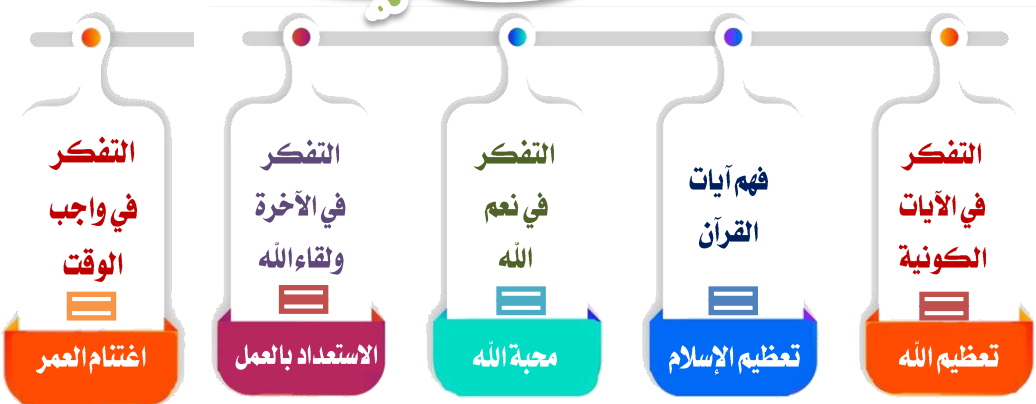 التفكر
في الآيات
الكونية
تعظيم الله
فهم آيات
القرآن
تعظيم الإسلام
التفكر
في نعم
الله
محبة الله
التفكر
في الآخرة
ولقاء الله
الاستعداد بالعمل
التفكر
في واجب
الوقت
اغتنام العمر